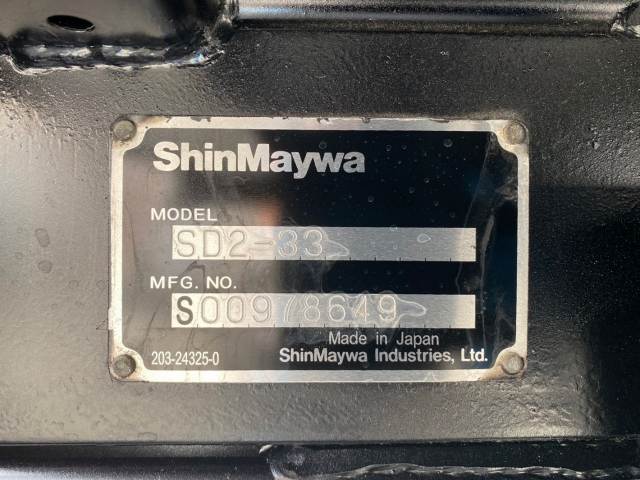 ShinMaywa
MODEL
SD2-33
MFG. NO.
S00978649
Made in Japan
203-24325-0 ShinMaywa Industries, Ltd.